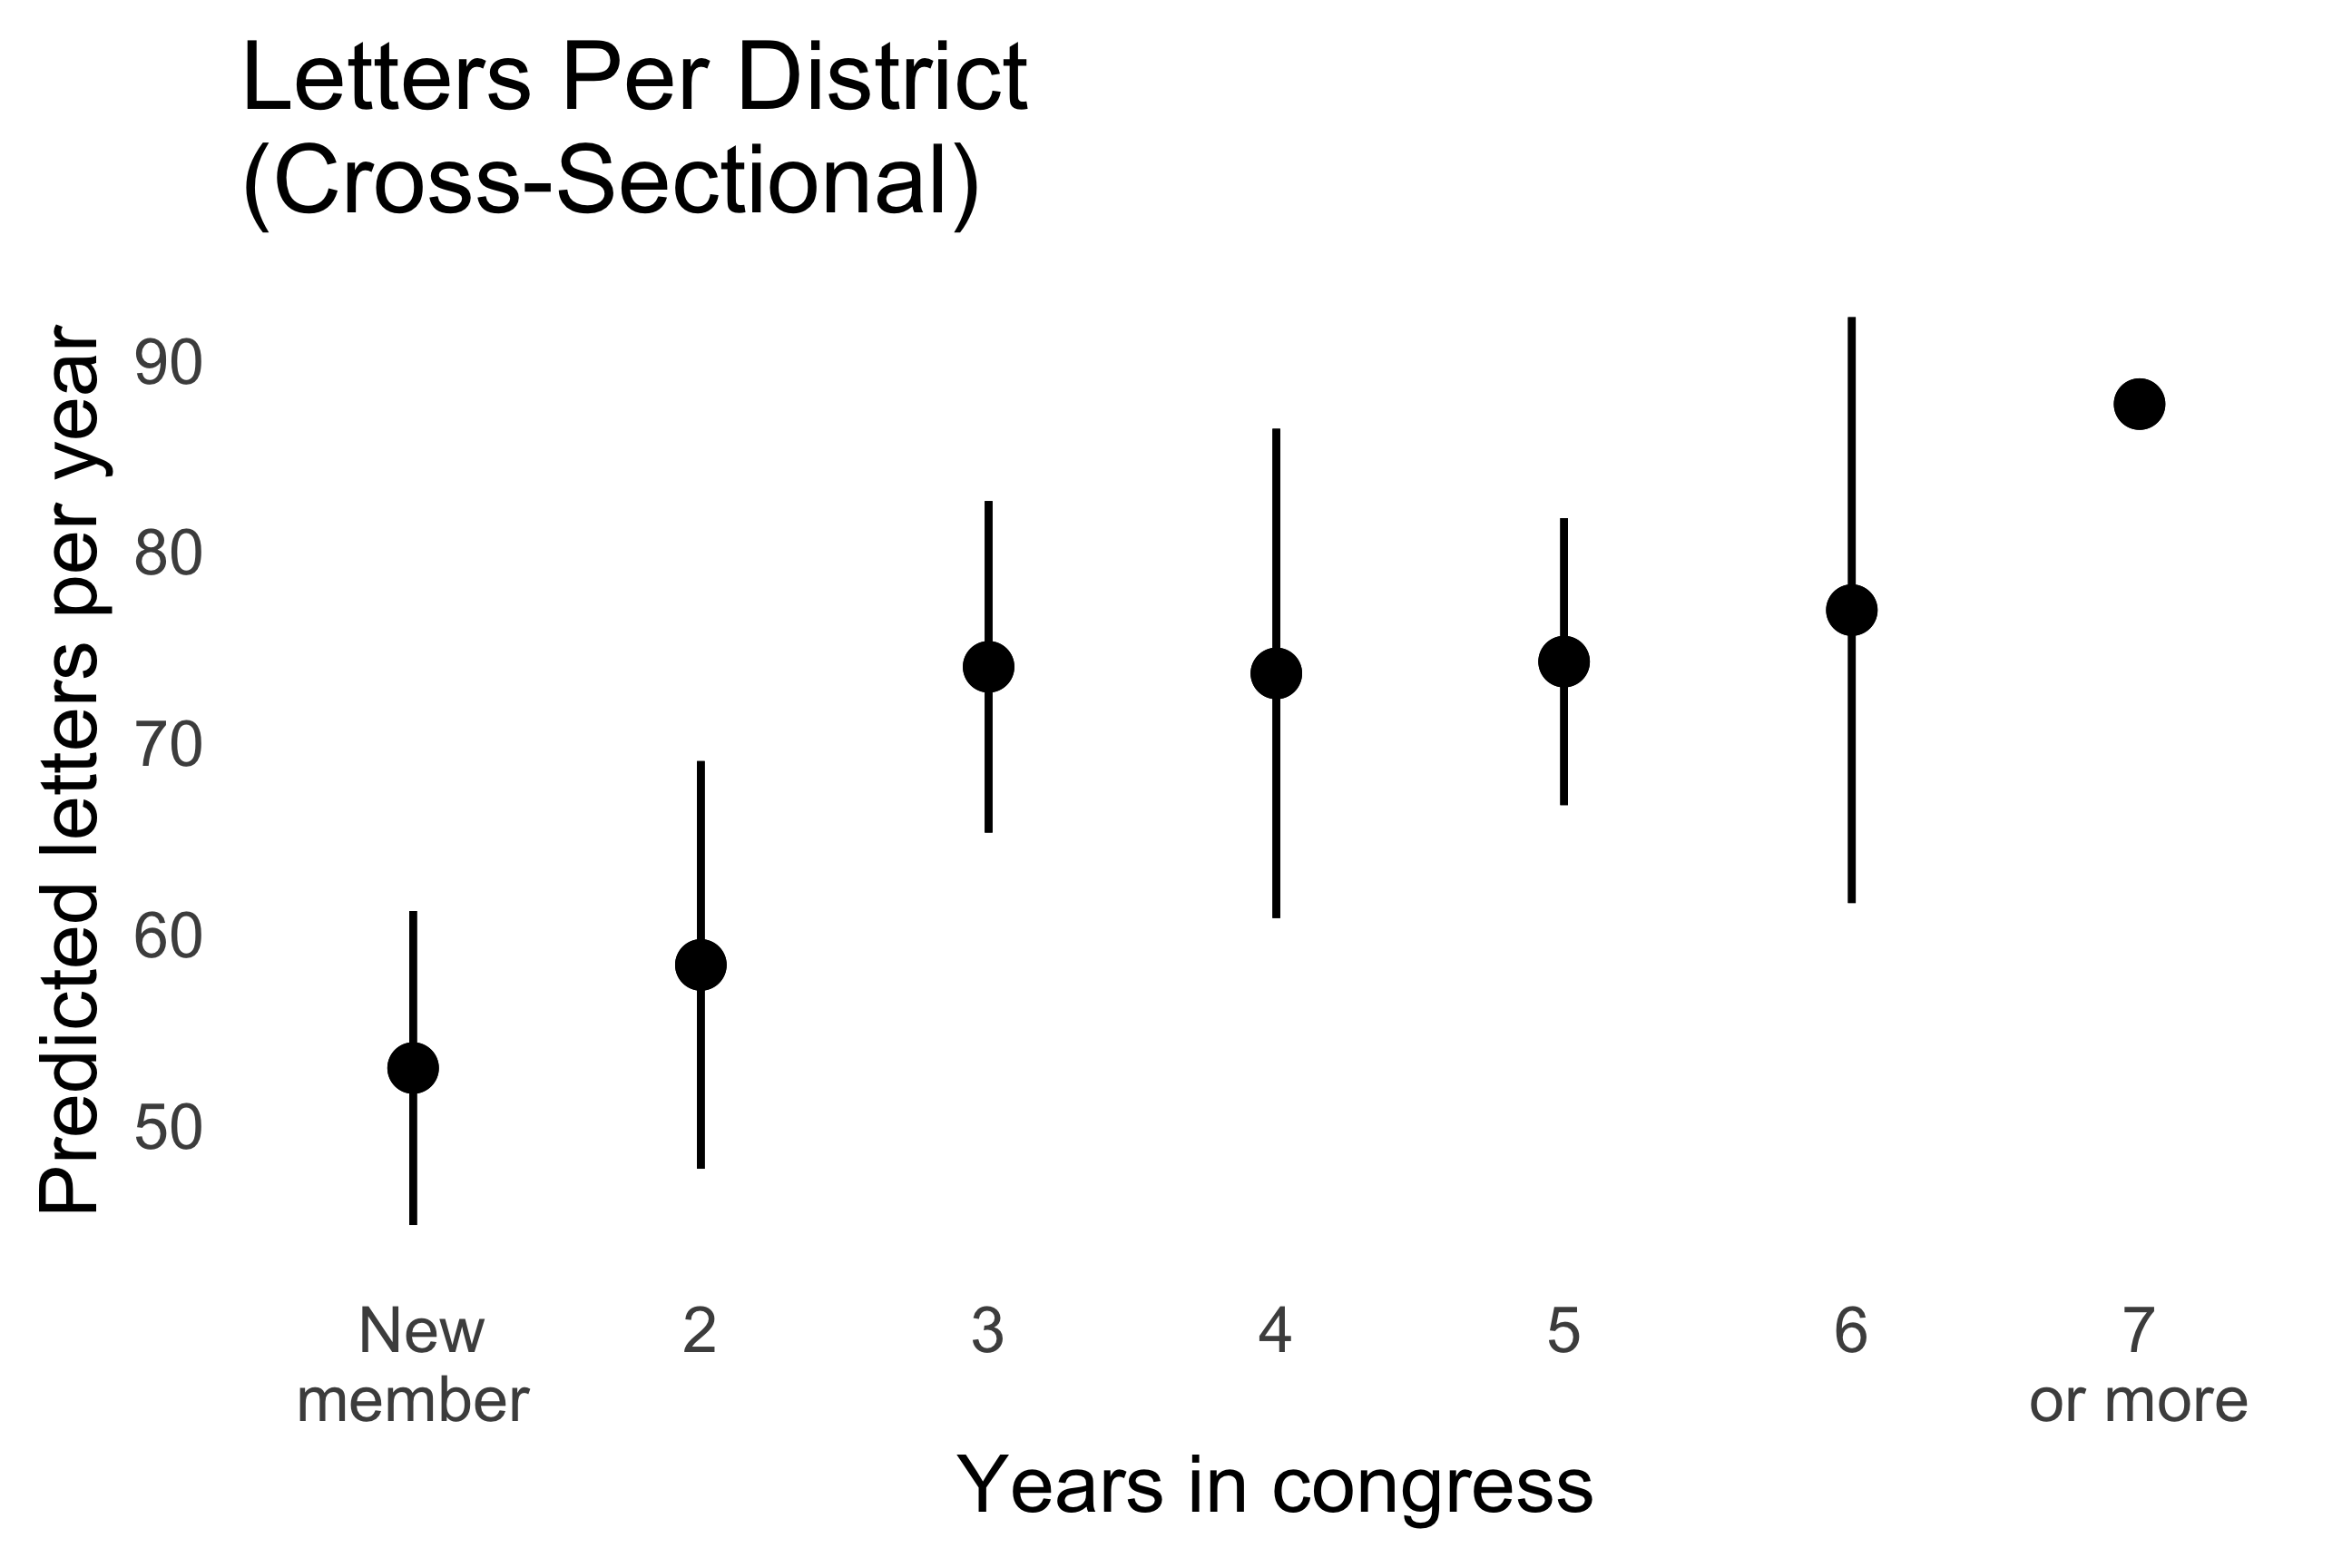 Letters Per District
(Cross-Sectional)
Predicted letters per year
90
80
70
60
50
New
member
2
3
4
5
6
7
or more
Years in congress